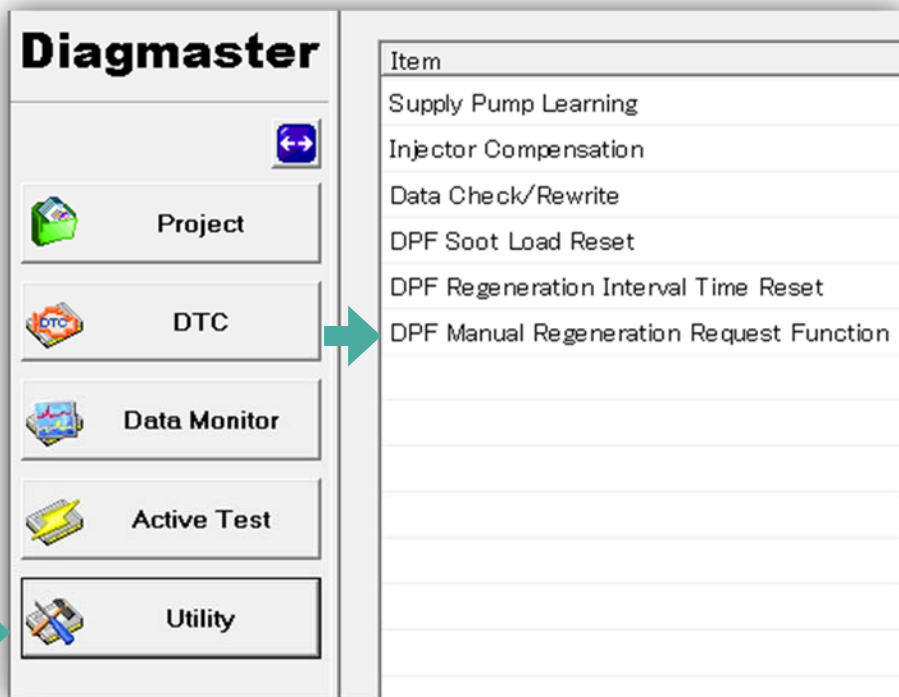 Diagmaster
Project
DTC
DTC
Data Monitor
Active Test
Utility
Item
Supply Pump Learning
Injector Compensation
Data Check/Rewrite
DPF Soot Load Reset
DPF Regeneration Interval Time Reset
DPF Manual Regeneration Request Function